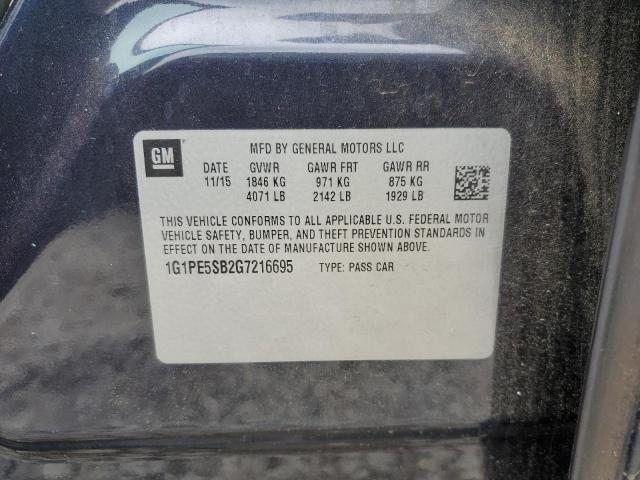 GM
MFD BY GENERAL MOTORS LLC
DATE GVWR GAWR FRT GAWR RR
11/15 1846 KG 971 KG 875 KG
4071 LB 2142 LB 1929 LB
THIS VEHICLE CONFORMS TO ALL APPLICABLE U.S. FEDERAL MOTOR
VEHICLE SAFETY, BUMPER, AND THEFT PREVENTION STANDARDS IN
EFFECT ON THE DATE OF MANUFACTURE SHOWN ABOVE.
1G1PE5SB2G7216695 TYPE: PASS CAR